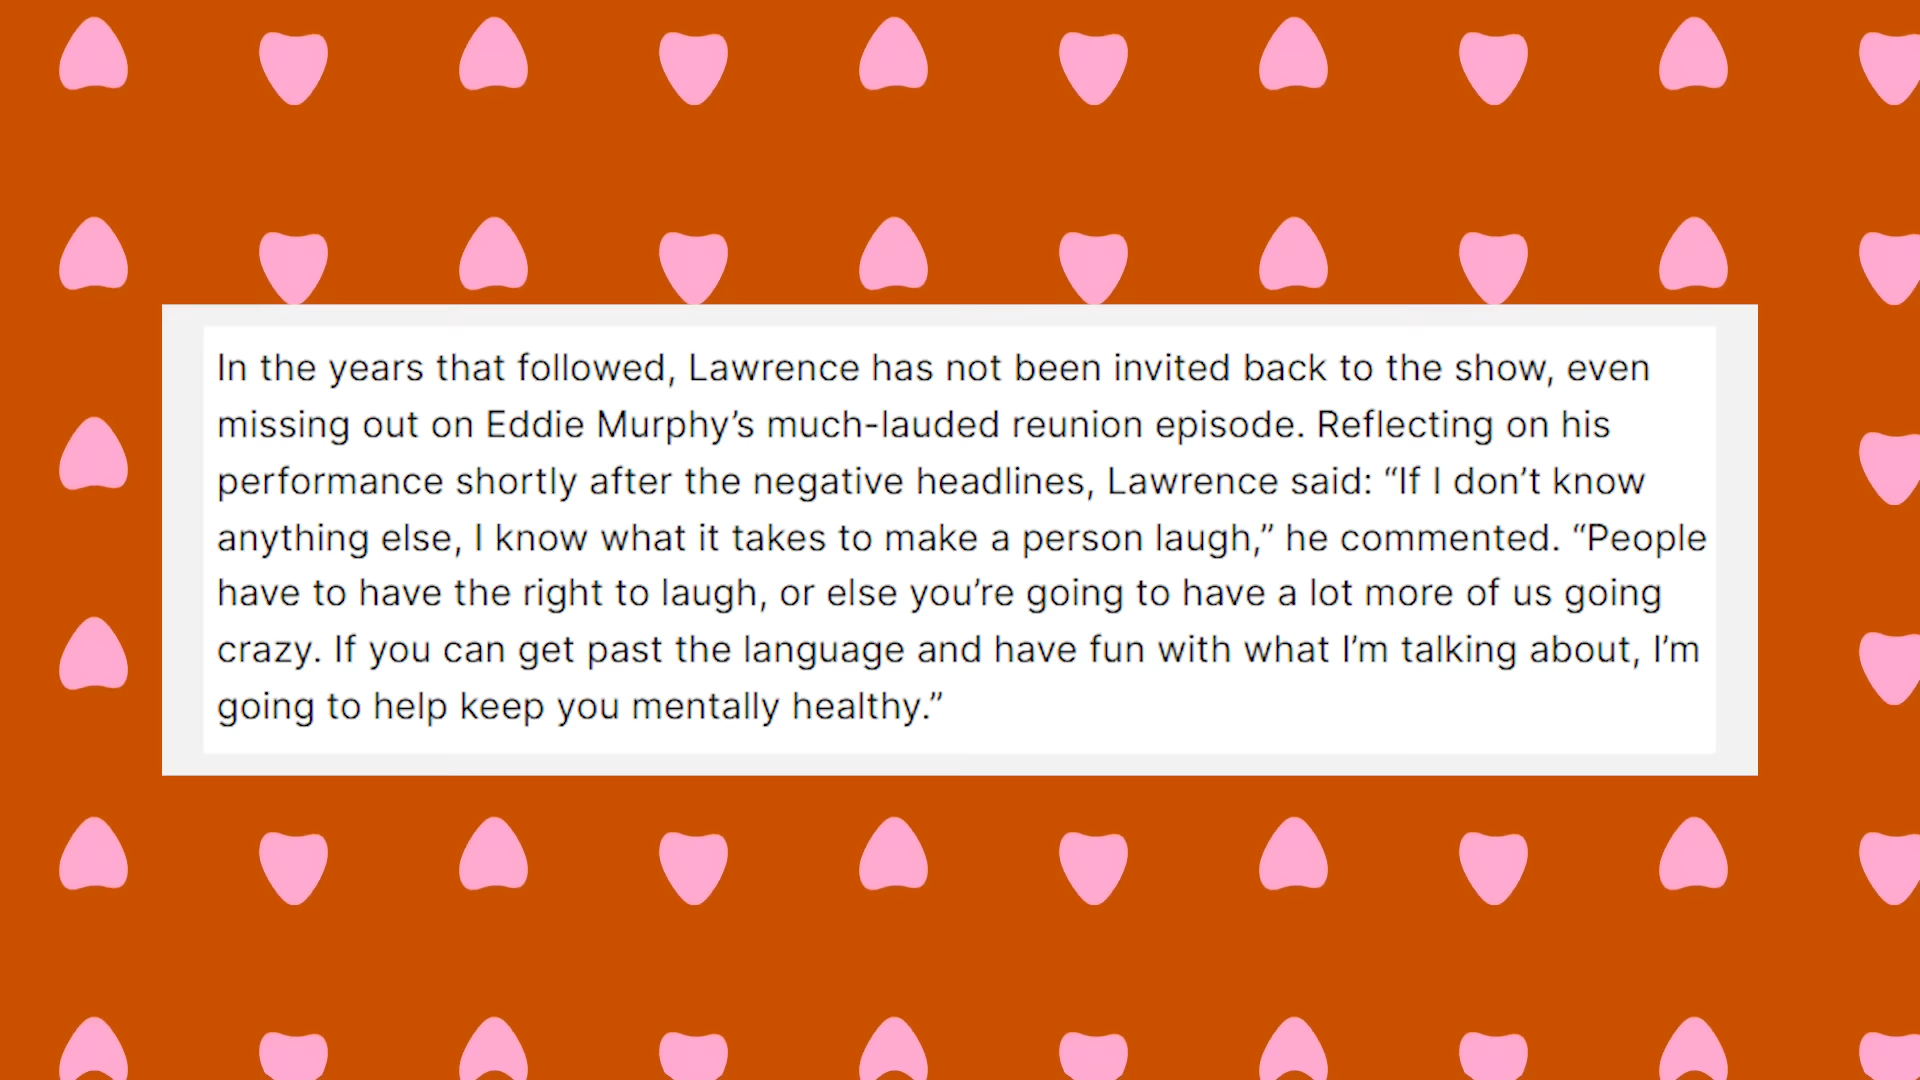 In the years that followed, Lawrence has not been invited back to the show, even
missing out on Eddie Murphy’s much-lauded reunion episode. Reflecting on his
performance shortly after the negative headlines, Lawrence said: “If I don’t know
anything else, I know what it takes to make a person laugh,” he commented. “People
have to have the right to laugh, or else you’re going to have a lot more of us going
crazy. If you can get past the language and have fun with what I’m talking about, I’m
going to help keep you mentally healthy.”